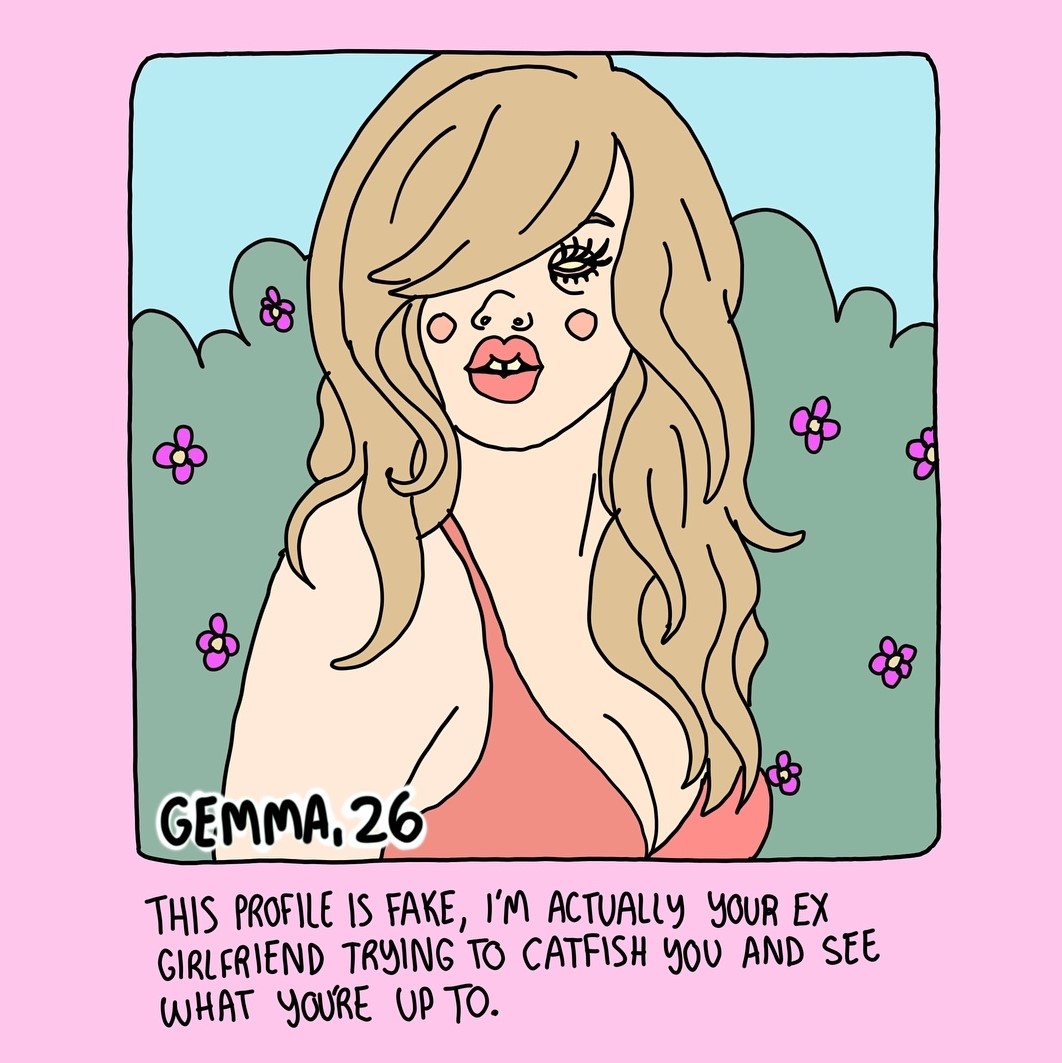 GEMMA, 26
THIS PROFILE IS FAKE, I'M ACTUALLY YOUR EX
GIRLFRIEND TRYING TO CATFISH YOU AND SEE
WHAT YOU'RE UP TO.